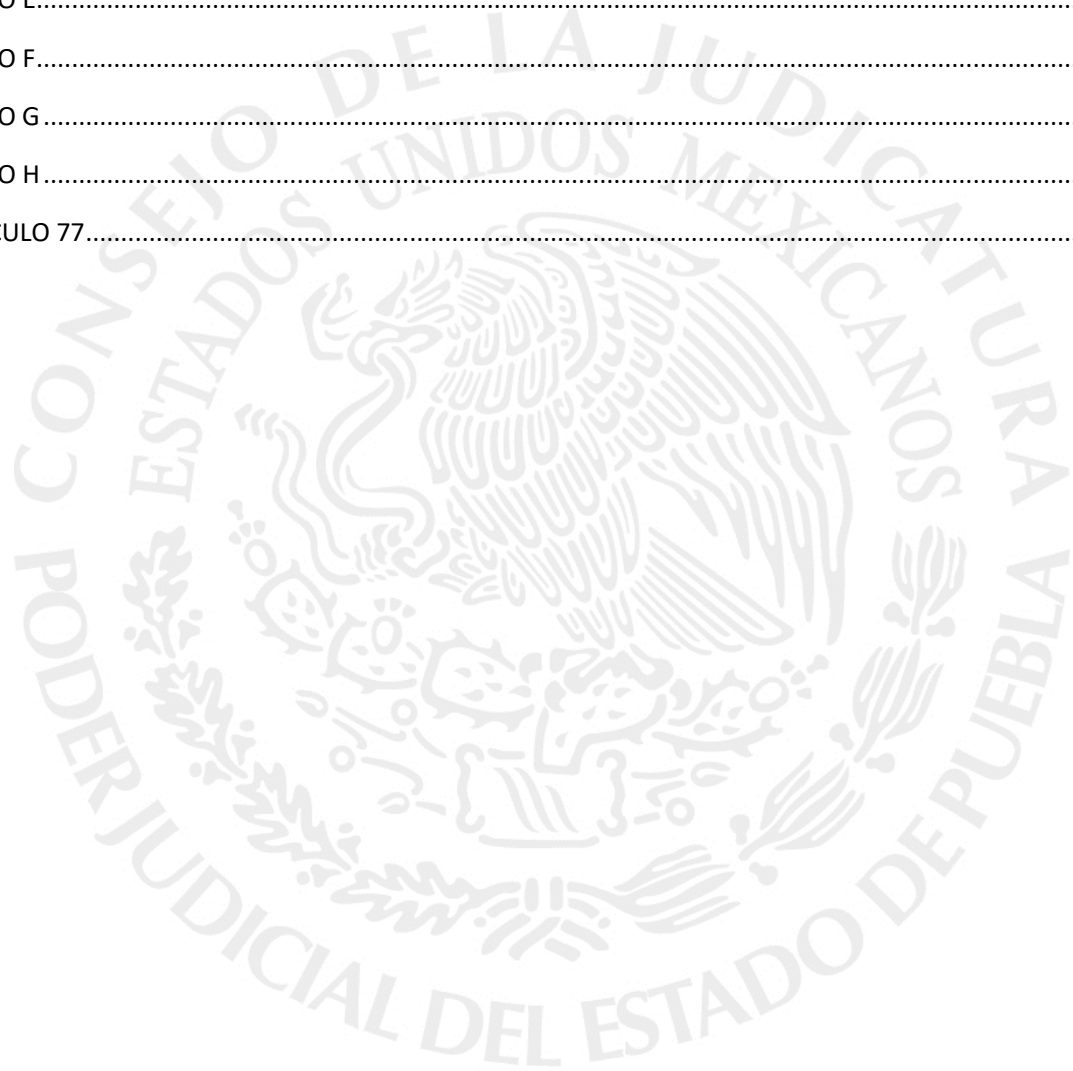 O E
O F
O G
O H
CULO 77
CONSEJO DE LA JUDICATURA
ESTADOS UNIDOS MEXICANOS
PODER JUDICIAL DEL ESTADO DE PUEBLA